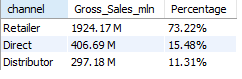 channel Gross_Sales_mln Percentage
Retailer 1924.17 M 73.22%
Direct 406.69 M 15.48%
Distributor 297.18 M 11.31%